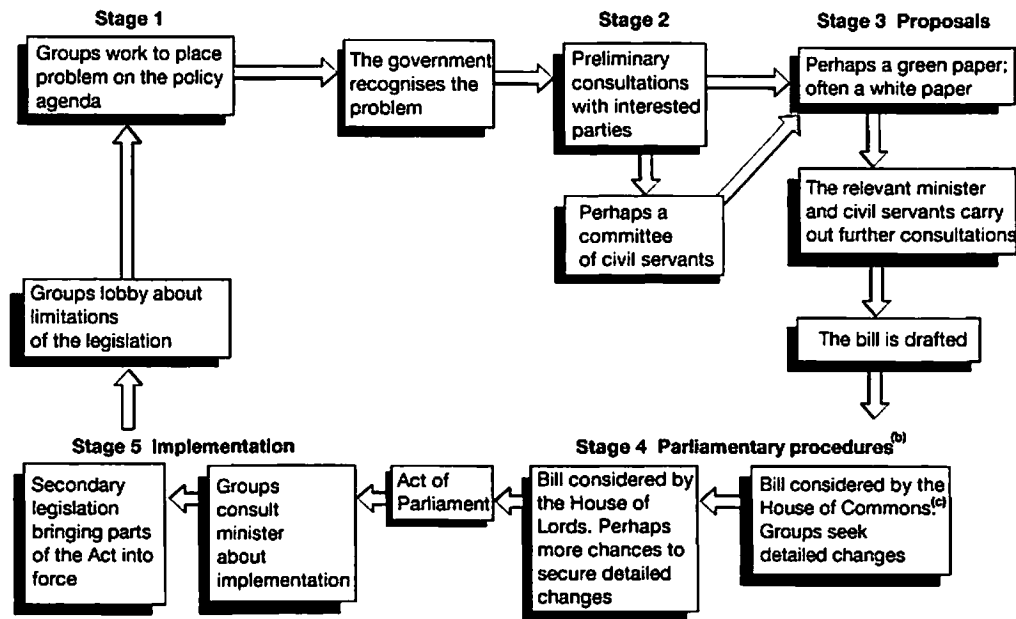 Stage 1
Groups work to place
problem on the policy
agenda
The government
recognises the
problem
Stage 2
Preliminary
consultations
with interested
parties
Perhaps a
committee
of civil servants
Stage 3 Proposals
Perhaps a green paper;
often a white paper
The relevant minister
and civil servants carry
out further consultations
The bill is drafted
Stage 4 Parliamentary procedures(b)
Bill considered by the
House of Commons.(c)
Groups seek
detailed changes
Bill considered by
the House of
Lords. Perhaps
more chances to
secure detailed
changes
Act of
Parliament
Stage 5 Implementation
Groups
consult
minister
about
implementation
Secondary
legislation
bringing parts
of the Act into
force
Groups lobby about
limitations
of the legislation